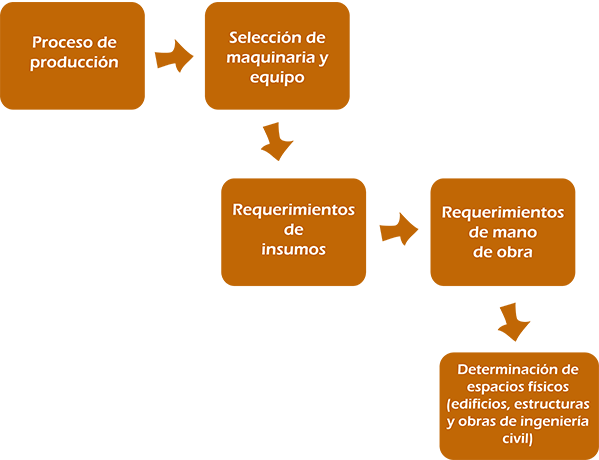 Proceso de
producción
Selección de
maquinaria y
equipo
Requerimientos
de
insumos
Requerimientos
de mano
de obra
Determinación de
espacios físicos
(edificios, estructuras
y obras de ingeniería
civil)